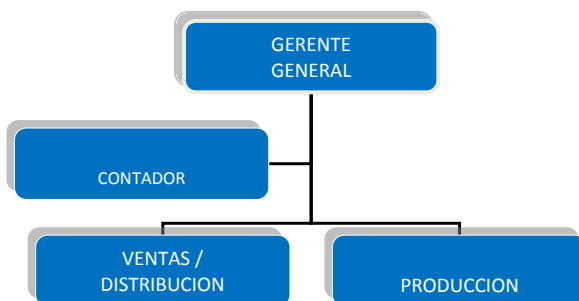 GERENTE
GENERAL
CONTADOR
VENTAS /
DISTRIBUCION
PRODUCCION